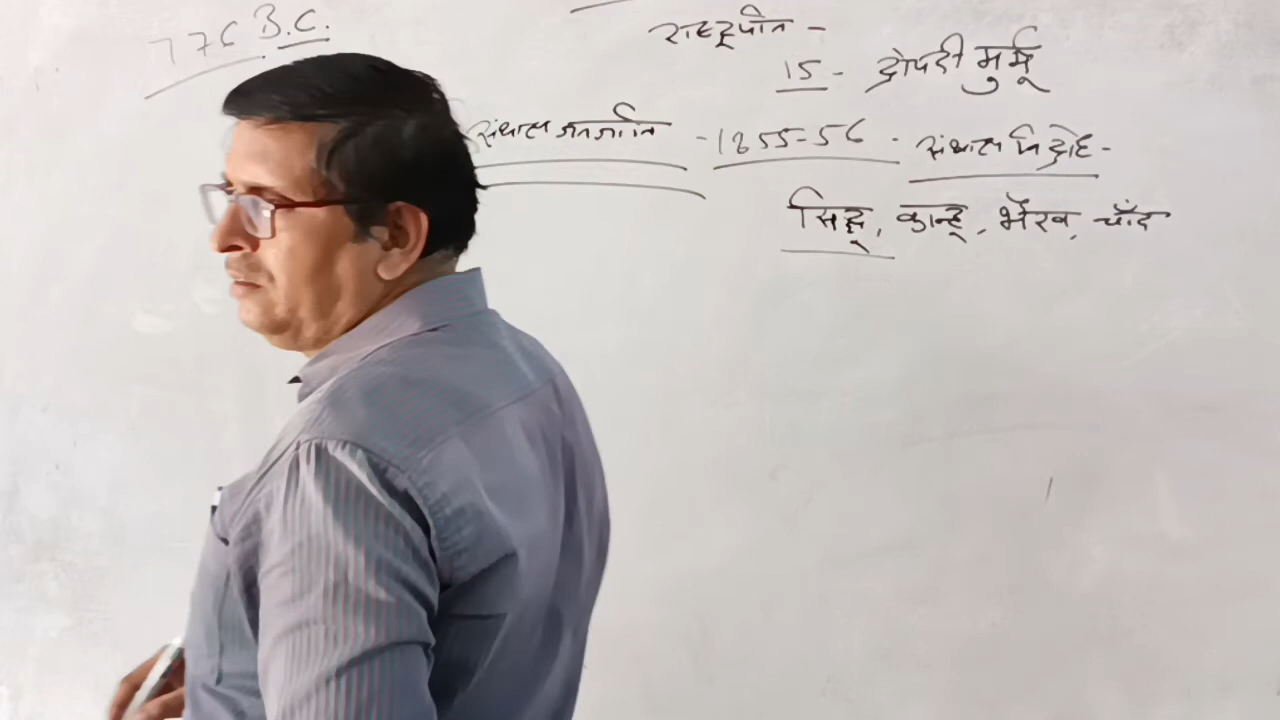 776 B.C.
राष्ट्रपति -
15 - द्रोपदी मुर्मू
संथाल जनजाति - 1855-56 - संथाल विद्रोह -
सिद्धू, कान्हू, भैरव, चाँद